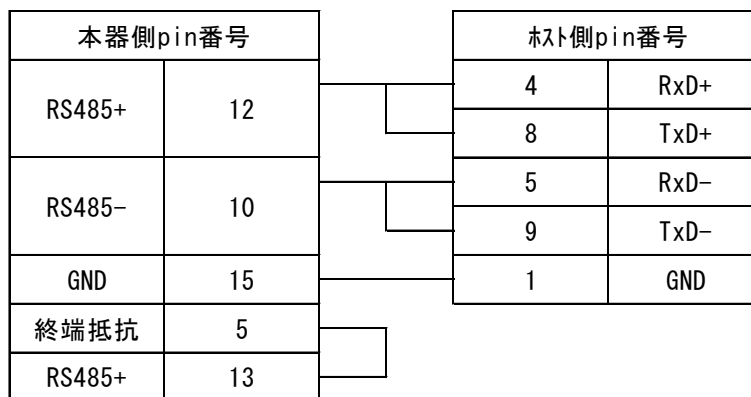 本器側pin番号
RS485+ 12
RS485- 10
GND 15
終端抵抗 5
RS485+ 13
ﾎｽﾄ側pin番号
4 RxD+
8 TxD+
5 RxD-
9 TxD-
1 GND